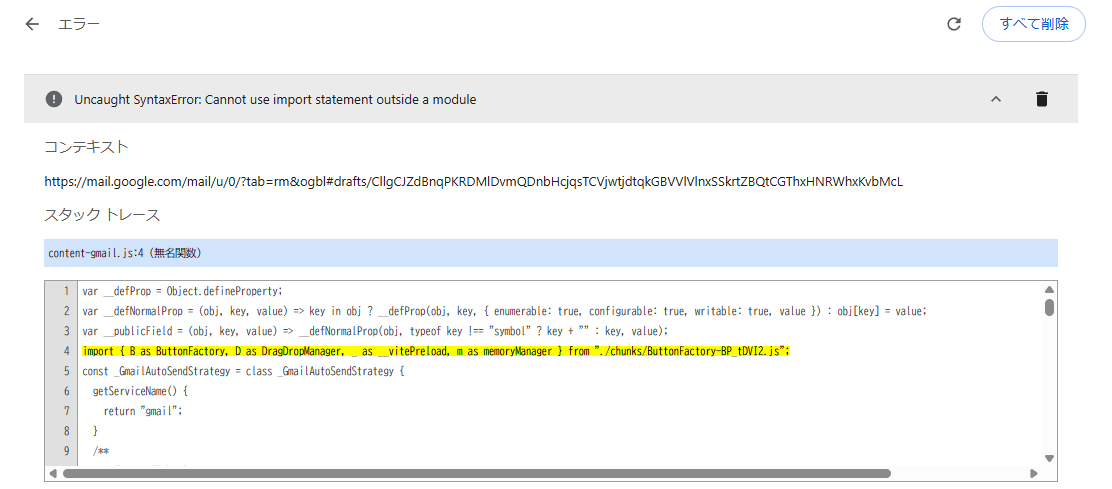 エラー
すべて削除
Uncaught SyntaxError: Cannot use import statement outside a module
コンテキスト
https://mail.google.com/mail/u/0/?tab=rm&ogbl#drafts/CllgCJZdBnqPKRDMlDvmQDnbHcjqsTCVjwtjdtqkGBVVlVlnxSSkrtZBQtCGThxHNRWhxKvbMcL
スタック トレース
content-gmail.js:4 (無名関数)
1 var __defProp = Object.defineProperty;
2 var __defNormalProp = (obj, key, value) => key in obj ? __defProp(obj, key, { enumerable: true, configurable: true, writable: true, value }) : obj[key] = value;
3 var __publicField = (obj, key, value) => __defNormalProp(obj, typeof key !== "symbol" ? key + "" : key, value);
4 import { B as ButtonFactory, D as DragDropManager, _ as __vitePreload, m as memoryManager } from "./chunks/ButtonFactory-BP_tDVI2.js";
5 const _GmailAutoSendStrategy = class _GmailAutoSendStrategy {
6 getServiceName() {
7 return "gmail";
8 }
9 /**